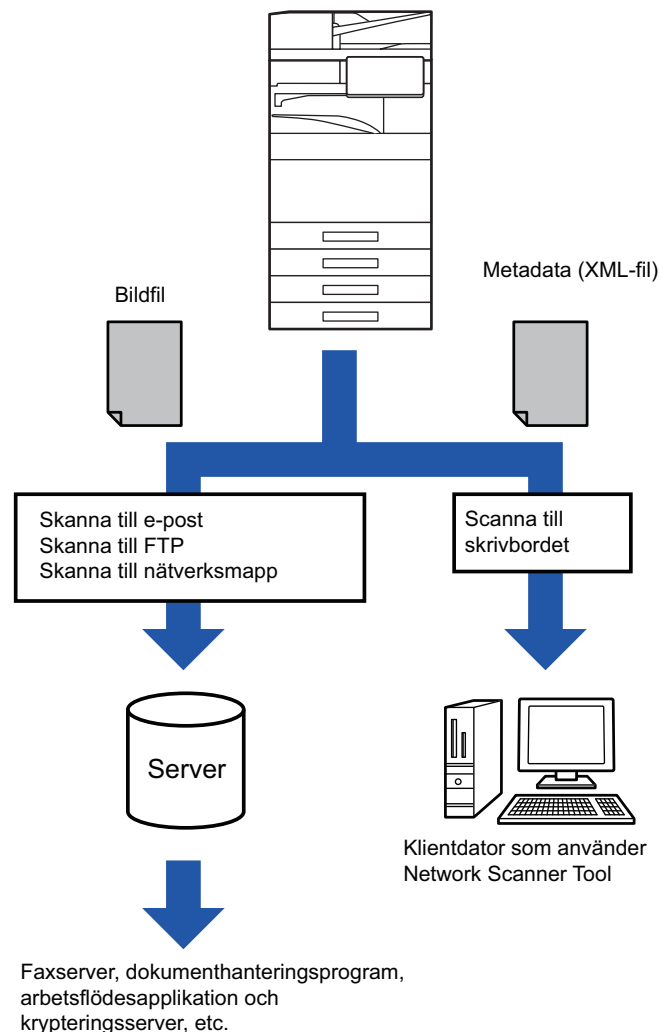 Bildfil
Metadata (XML-fil)
Skanna till e-post
Skanna till FTP
Skanna till nätverksmapp
Scanna till
skrivbordet
Server
Klientdator som använder
Network Scanner Tool
Faxserver, dokumenthanteringsprogram,
arbetsflödesapplikation och
krypteringsserver, etc.